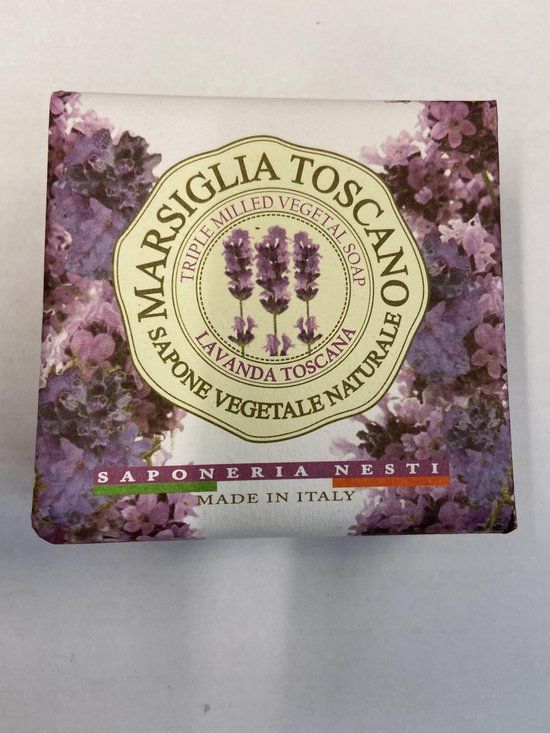 MARSIGLIA TOSCANO
TRIPLE MILLED VEGETAL SOAP
LAVANDA TOSCANA
SAPONE VEGETALE NATURALE
SAPONERIA NESTI
MADE IN ITALY